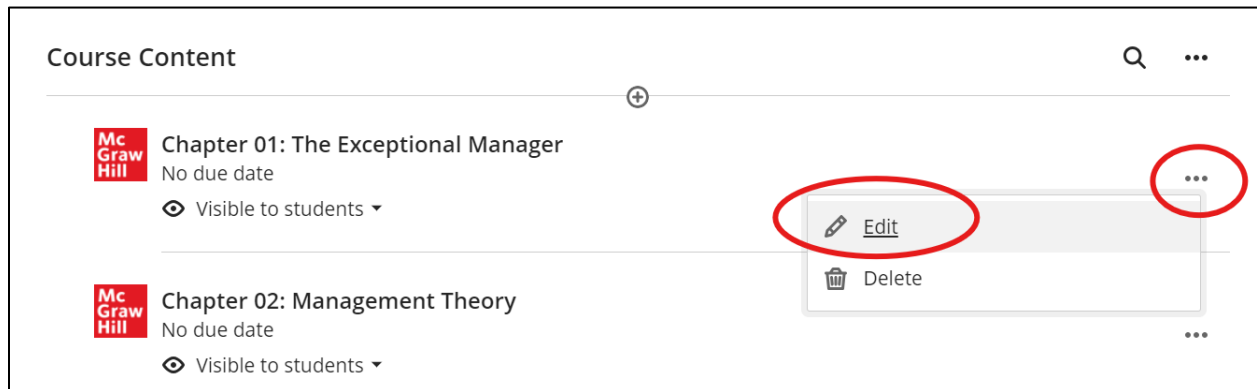 Course Content
Mc
Graw
Hill
Chapter 01: The Exceptional Manager
No due date
Visible to students
Edit
Delete
Mc
Graw
Hill
Chapter 02: Management Theory
No due date
Visible to students